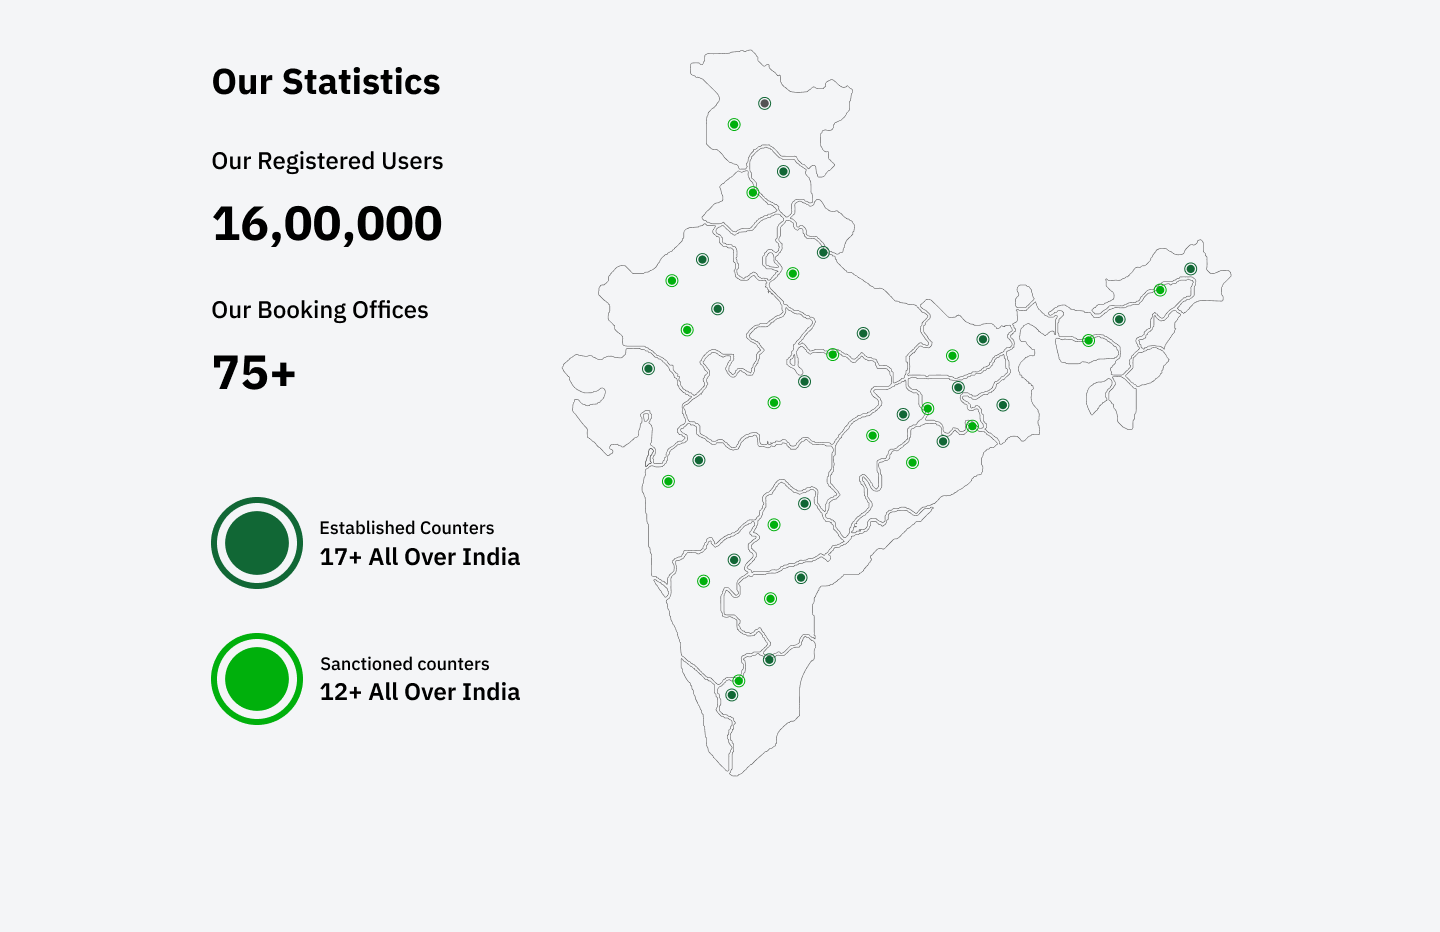 Our Statistics
Our Registered Users
16,00,000
Our Booking Offices
75+
Established Counters
17+ All Over India
Sanctioned counters
12+ All Over India